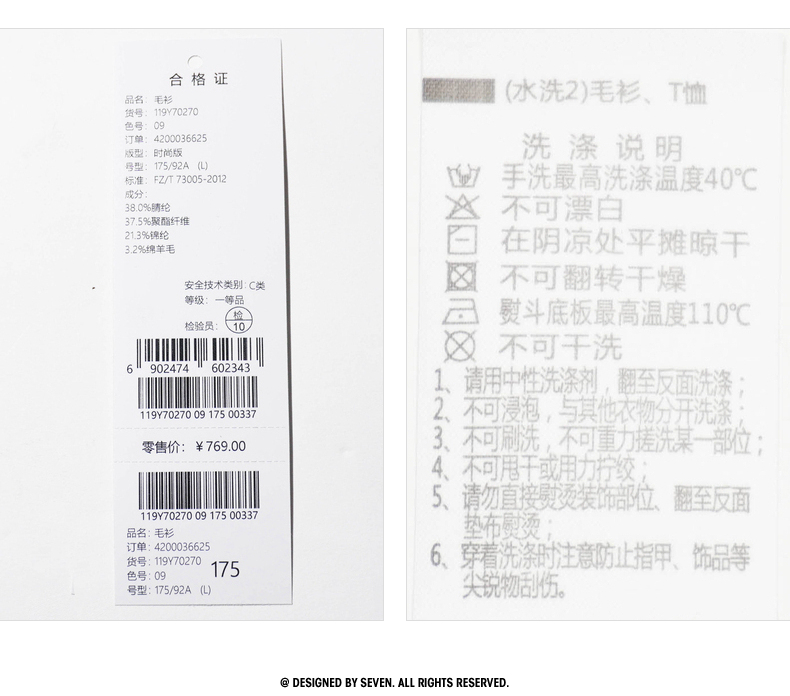 合格证
品名: 毛衫
货号: 119Y70270
色号: 09
订单: 4200036625
版型: 时尚版
号型: 175/92A (L)
标准: FZ/T 73005-2012
成分:
38.0%腈纶
37.5%聚酯纤维
21.3%锦纶
3.2%绵羊毛
安全技术类别: C类
等级: 一等品
检验员: 检10
6 902474 602343
119Y70270 09 175 00337
零售价: ¥769.00
119Y70270 09 175 00337
品名: 毛衫
订单: 4200036625
货号: 119Y70270
175
色号: 09
号型: 175/92A (L)
(水洗2)毛衫、T恤
洗涤说明
手洗最高洗涤温度40℃
不可漂白
在阴凉处平摊晾干
不可翻转干燥
熨斗底板最高温度110℃
不可干洗
1、请用中性洗涤剂，翻至反面洗涤；
2、不可浸泡，与其他衣物分开洗涤；
3、不可刷洗，不可重力搓洗某一部位；
4、不可甩干或用力拧绞；
5、请勿直接熨烫装饰部位、翻至反面
垫布熨烫；
6、穿着洗涤时注意防止指甲、饰品等
尖锐物刮伤。
@ DESIGNED BY SEVEN. ALL RIGHTS RESERVED.